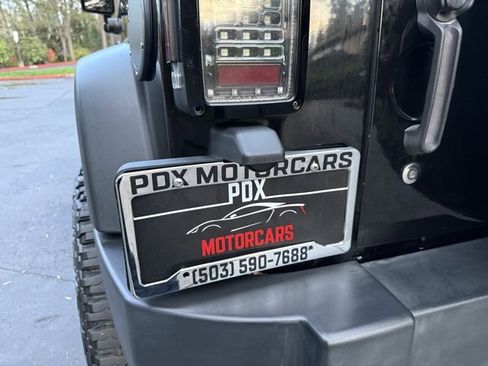 PDX MOTORCARS
PDX
MOTORCARS
(503) 590-7688